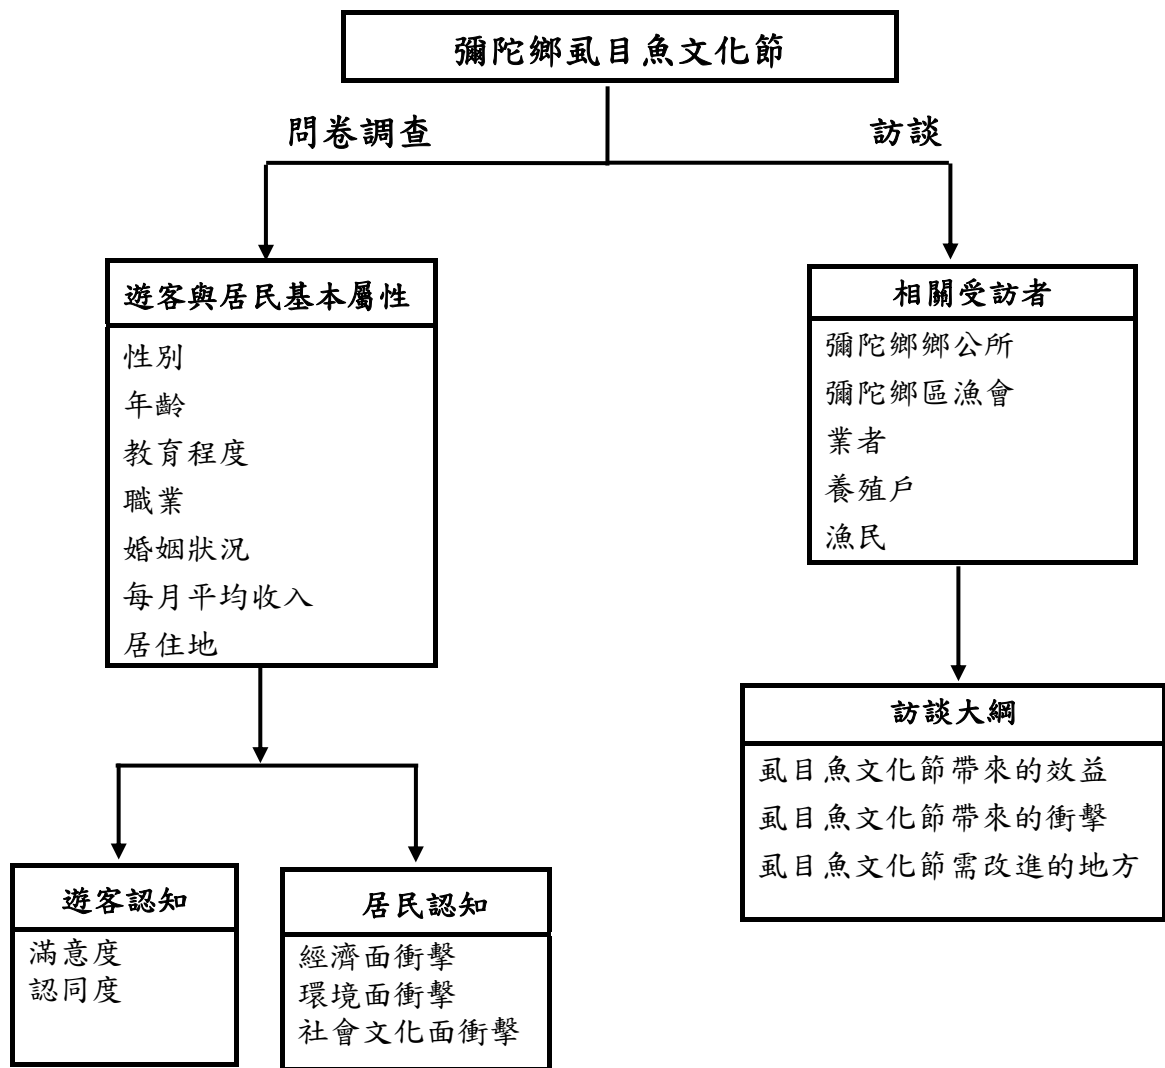 彌陀鄉虱目魚文化節
問卷調查
訪談
遊客與居民基本屬性
性別
年齡
教育程度
職業
婚姻狀況
每月平均收入
居住地
相關受訪者
彌陀鄉鄉公所
彌陀鄉區漁會
業者
養殖戶
漁民
訪談大綱
虱目魚文化節帶來的效益
虱目魚文化節帶來的衝擊
虱目魚文化節需改進的地方
遊客認知
滿意度
認同度
居民認知
經濟面衝擊
環境面衝擊
社會文化面衝擊